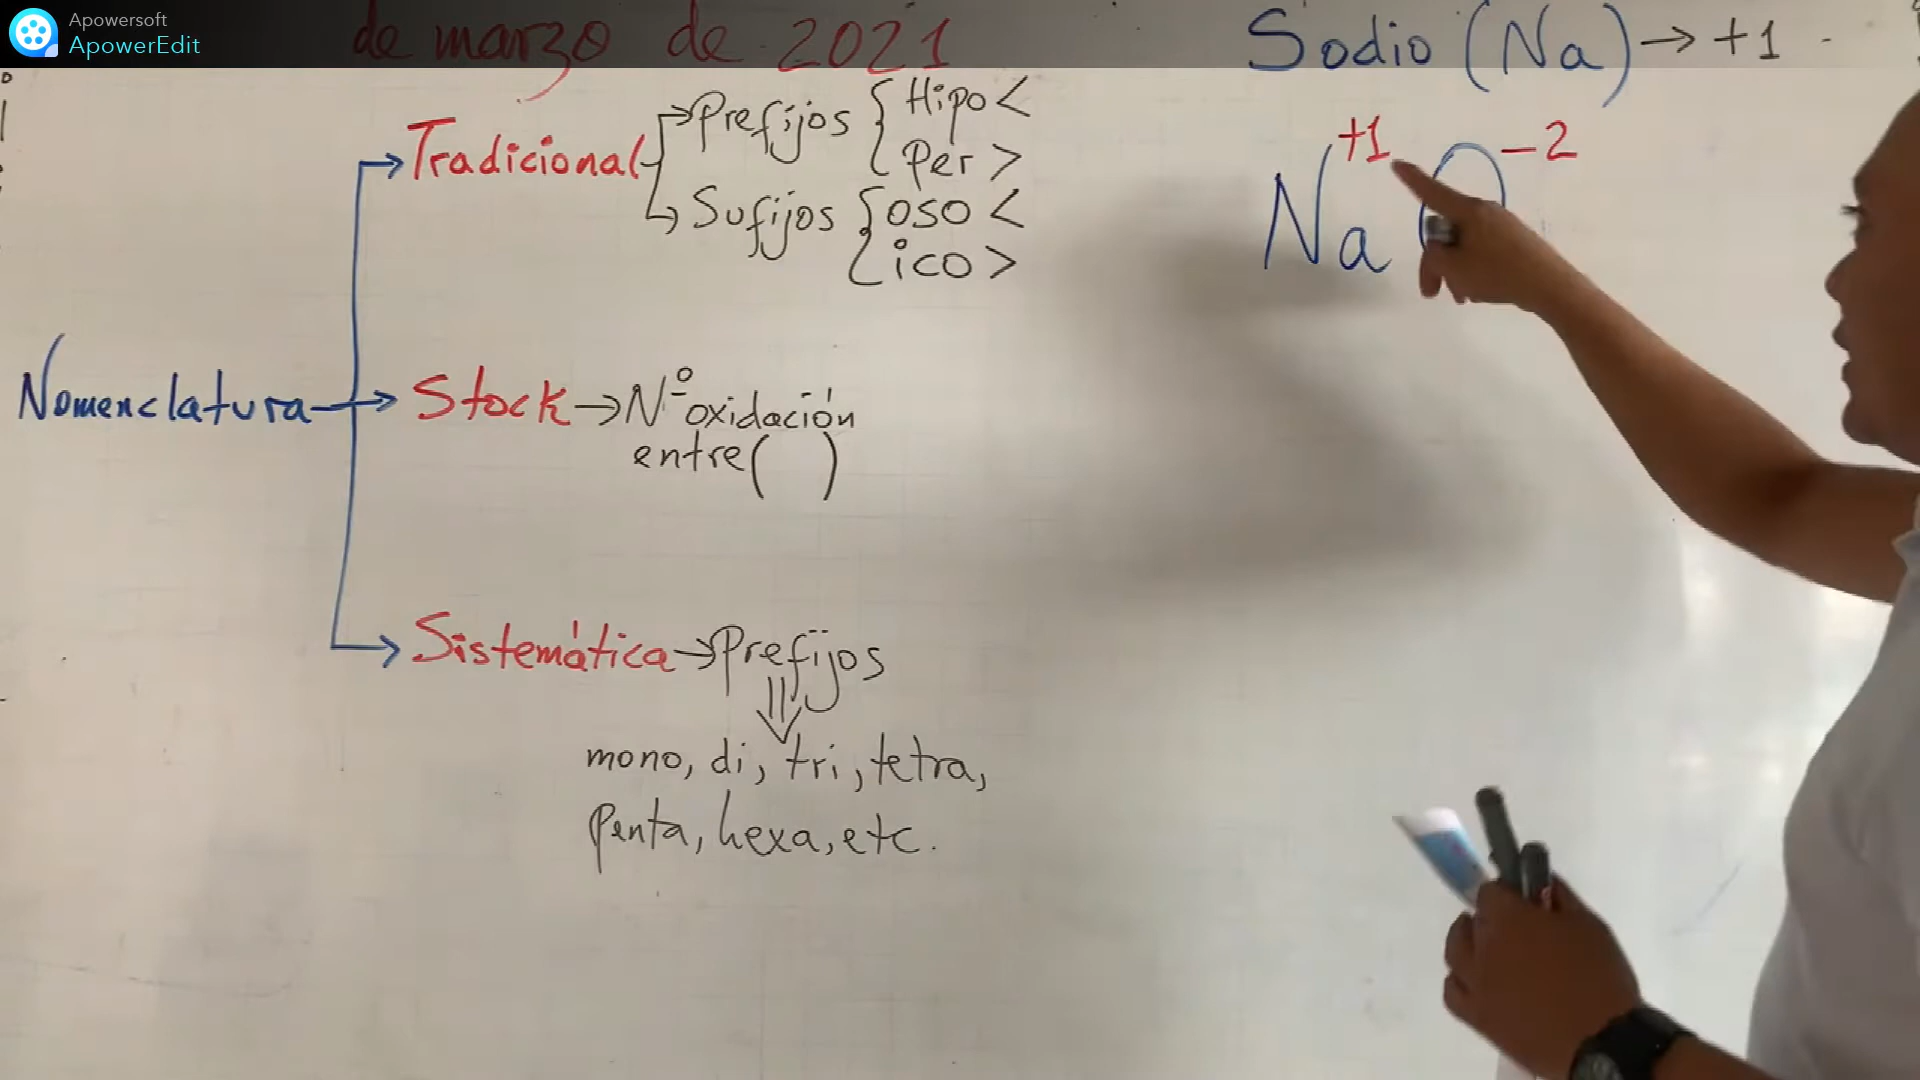 Apowersoft
ApowerEdit
de marzo de 2021
Sodio (Na) → +1
Tradicional
Prefijos { Hipo <
Per >
Sufijos { oso <
ico >
Na+1 O-2
Nomenclatura
Stock → Nº oxidación
entre ( )
Sistemática → Prefijos
mono, di, tri, tetra,
Penta, hexa, etc.